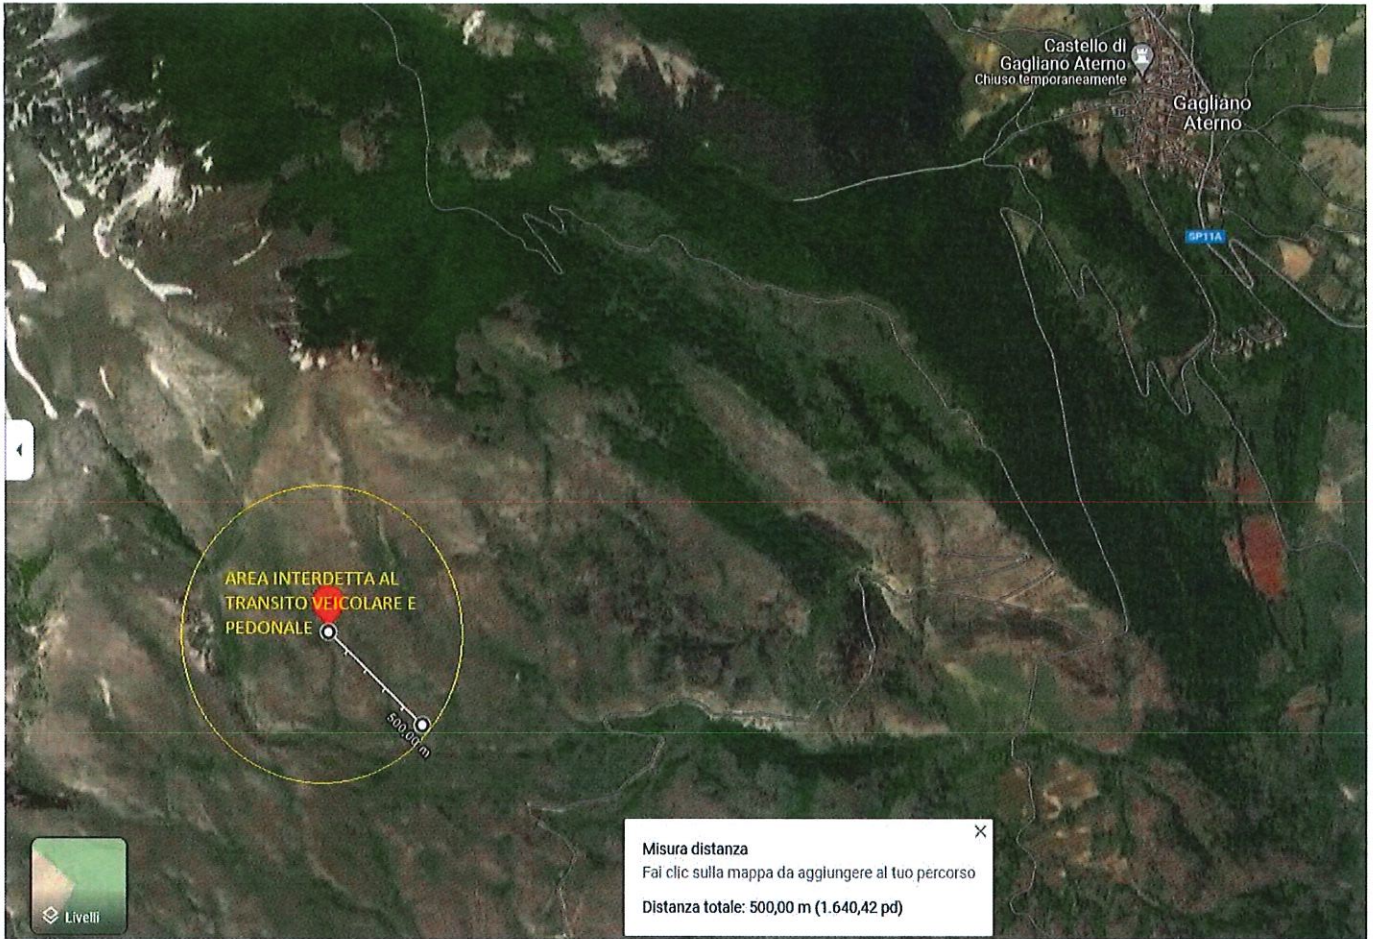 Castello di
Gagliano Aterno
Chiuso temporaneamente
Gagliano
Aterno
SP11A
AREA INTERDETTA AL
TRANSITO VEICOLARE E
PEDONALE
500,00 m
Misura distanza
Fai clic sulla mappa da aggiungere al tuo percorso
Distanza totale: 500,00 m (1.640,42 pd)
Livelli